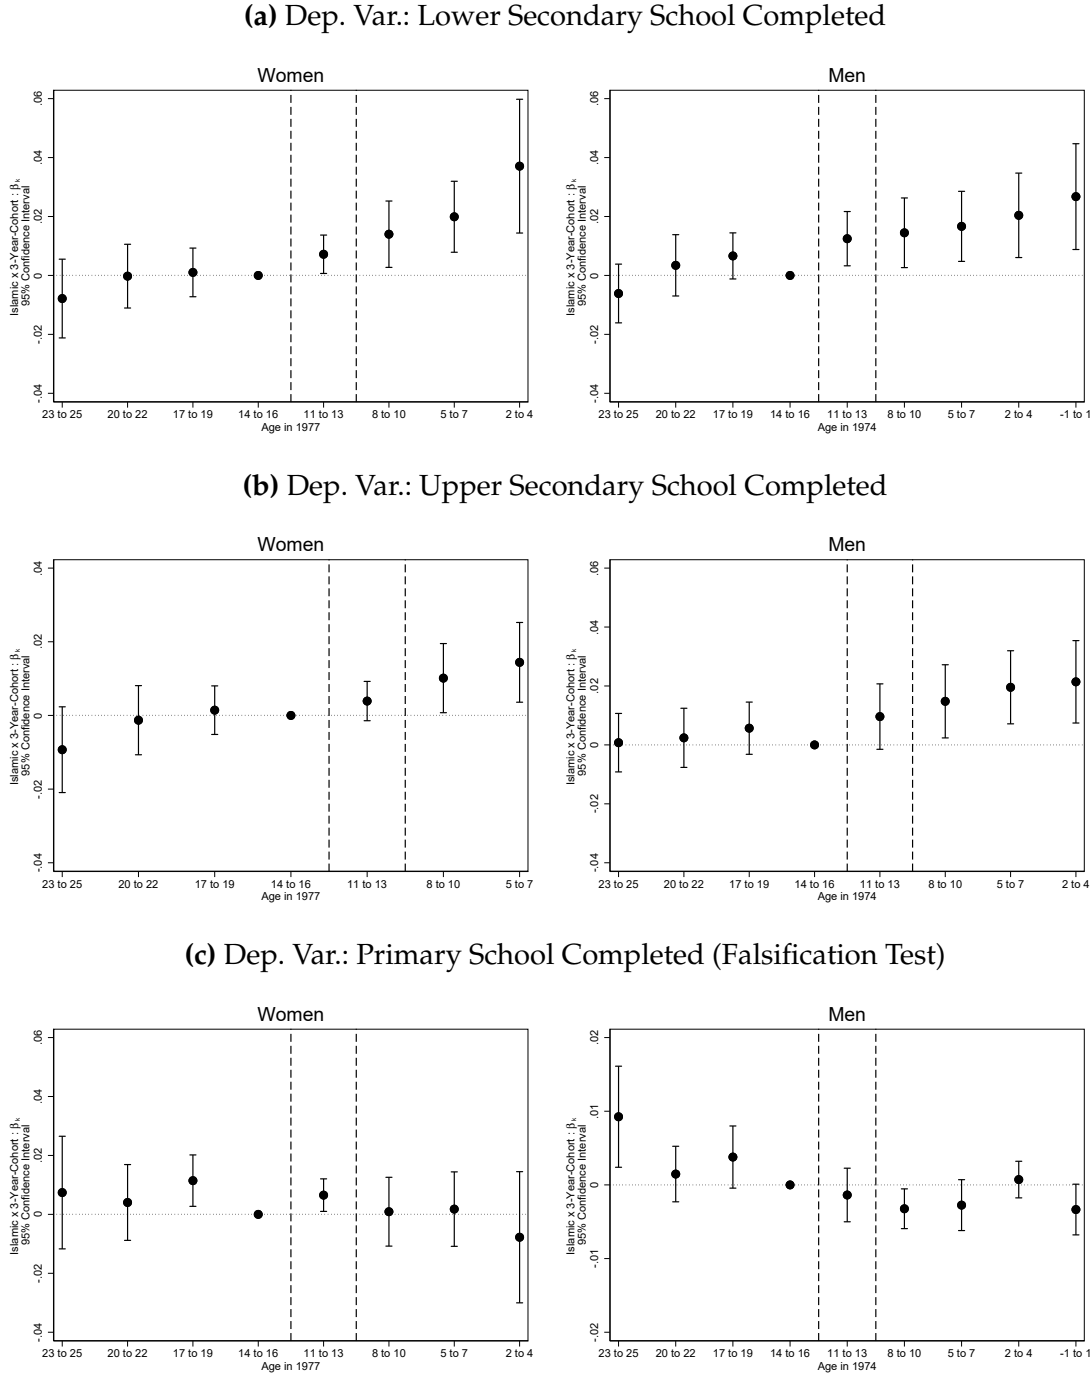 (a) Dep. Var.: Lower Secondary School Completed
Women
Islamic x 3-Year-Cohort : βk
95% Confidence Interval
.06
.04
.02
0
-.02
-.04
23 to 25 20 to 22 17 to 19 14 to 16 11 to 13 8 to 10 5 to 7 2 to 4
Age in 1977
Men
Islamic x 3-Year-Cohort : βk
95% Confidence Interval
.06
.04
.02
0
-.02
-.04
23 to 25 20 to 22 17 to 19 14 to 16 11 to 13 8 to 10 5 to 7 2 to 4 -1 to 1
Age in 1974
(b) Dep. Var.: Upper Secondary School Completed
Women
Islamic x 3-Year-Cohort : βk
95% Confidence Interval
.04
.02
0
-.02
-.04
23 to 25 20 to 22 17 to 19 14 to 16 11 to 13 8 to 10 5 to 7
Age in 1977
Men
Islamic x 3-Year-Cohort : βk
95% Confidence Interval
.06
.04
.02
0
-.02
-.04
23 to 25 20 to 22 17 to 19 14 to 16 11 to 13 8 to 10 5 to 7 2 to 4
Age in 1974
(c) Dep. Var.: Primary School Completed (Falsification Test)
Women
Islamic x 3-Year-Cohort : βk
95% Confidence Interval
.06
.04
.02
0
-.02
-.04
23 to 25 20 to 22 17 to 19 14 to 16 11 to 13 8 to 10 5 to 7 2 to 4
Age in 1977
Men
Islamic x 3-Year-Cohort : βk
95% Confidence Interval
.02
.01
0
-.01
-.02
23 to 25 20 to 22 17 to 19 14 to 16 11 to 13 8 to 10 5 to 7 2 to 4 -1 to 1
Age in 1974